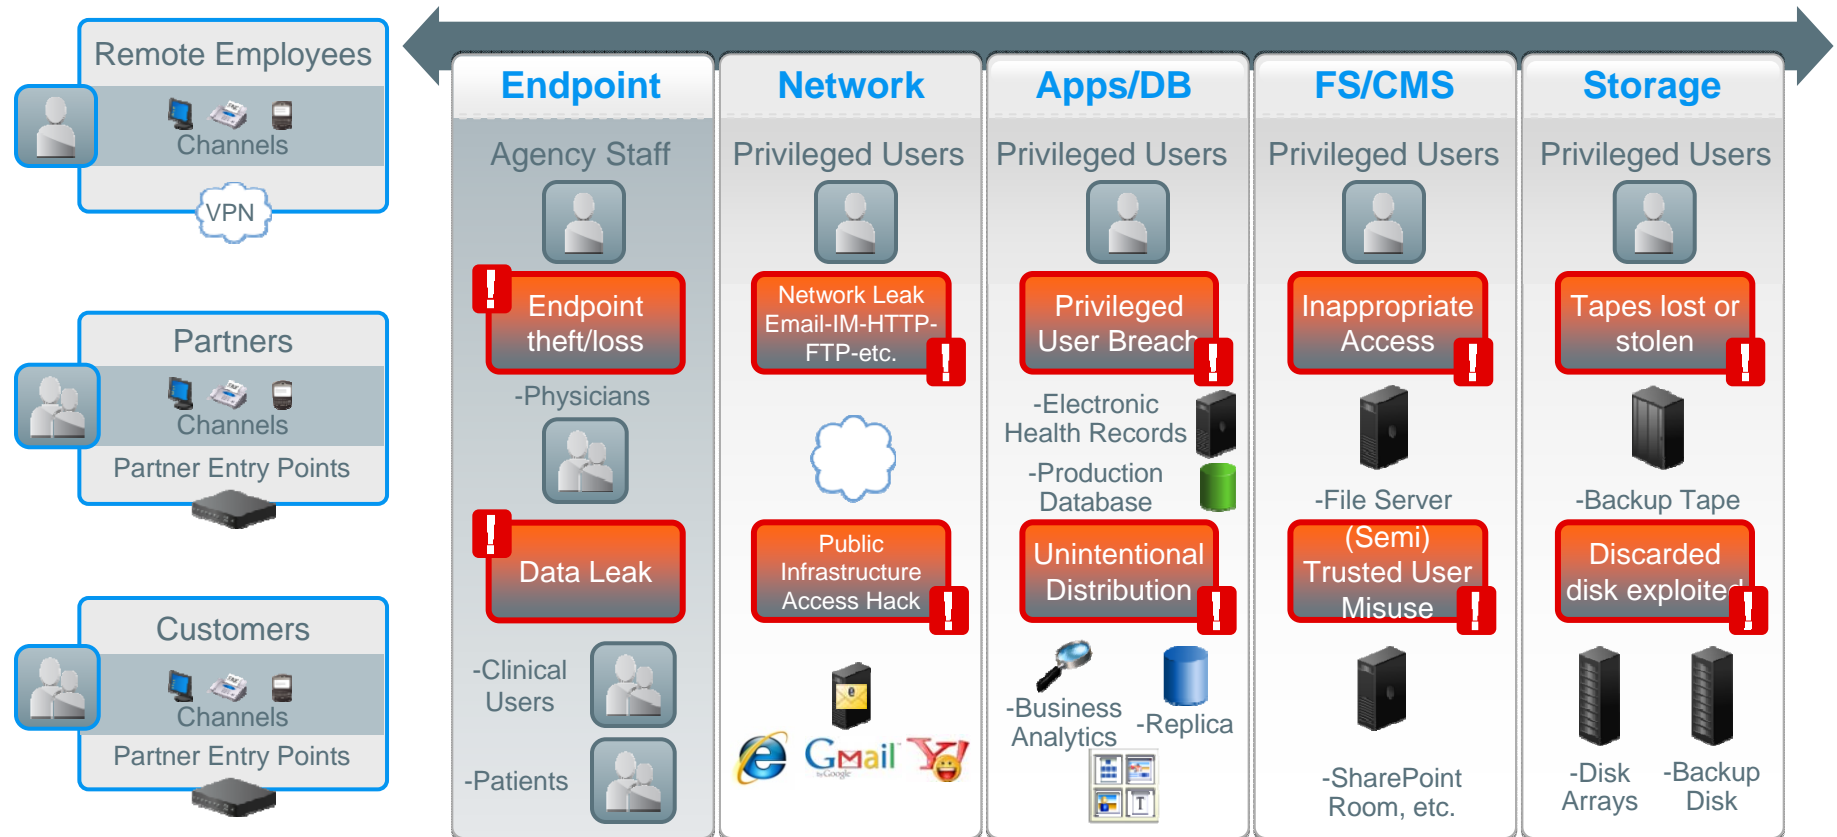 Remote Employees
Channels
VPN
Partners
Channels
Partner Entry Points
Customers
Channels
Partner Entry Points
Endpoint
Agency Staff
Endpoint
theft/loss
-Physicians
Data Leak
-Clinical
Users
-Patients
Network
Privileged Users
Network Leak
Email-IM-HTTP-
FTP-etc.
Public
Infrastructure
Access Hack
e
GMail
by Google
Y!
Apps/DB
Privileged Users
Privileged
User Breach
-Electronic
Health Records
-Production
Database
Unintentional
Distribution
-Business
Analytics
-Replica
T
FS/CMS
Privileged Users
Inappropriate
Access
-File Server
(Semi)
Trusted User
Misuse
-SharePoint
Room, etc.
Storage
Privileged Users
Tapes lost or
stolen
-Backup Tape
Discarded
disk exploited
-Disk
Arrays
-Backup
Disk